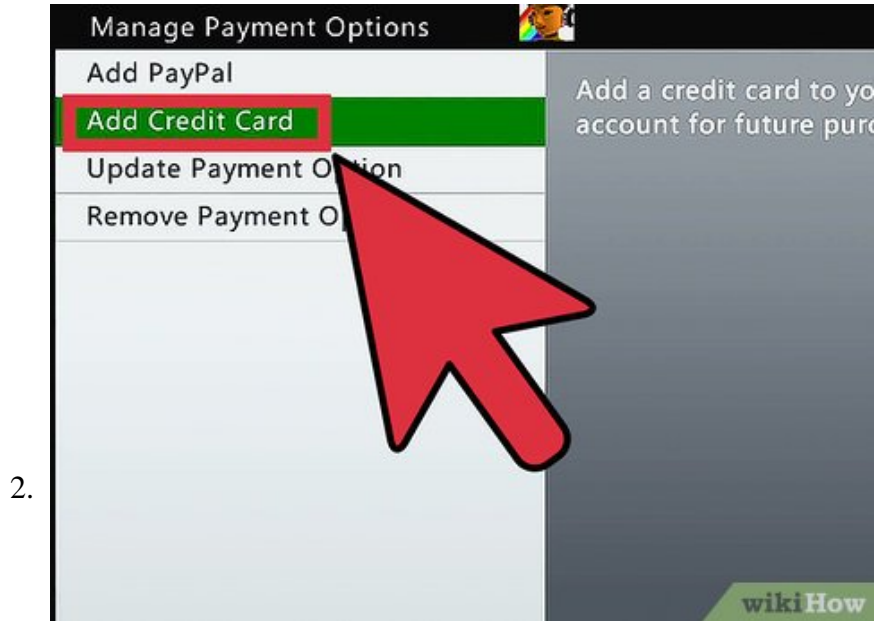 Manage Payment Options
Add PayPal
Add a credit card to yo
Add Credit Card
account for future purc
Update Payment Option
Remove Payment O
2.
wikiHow